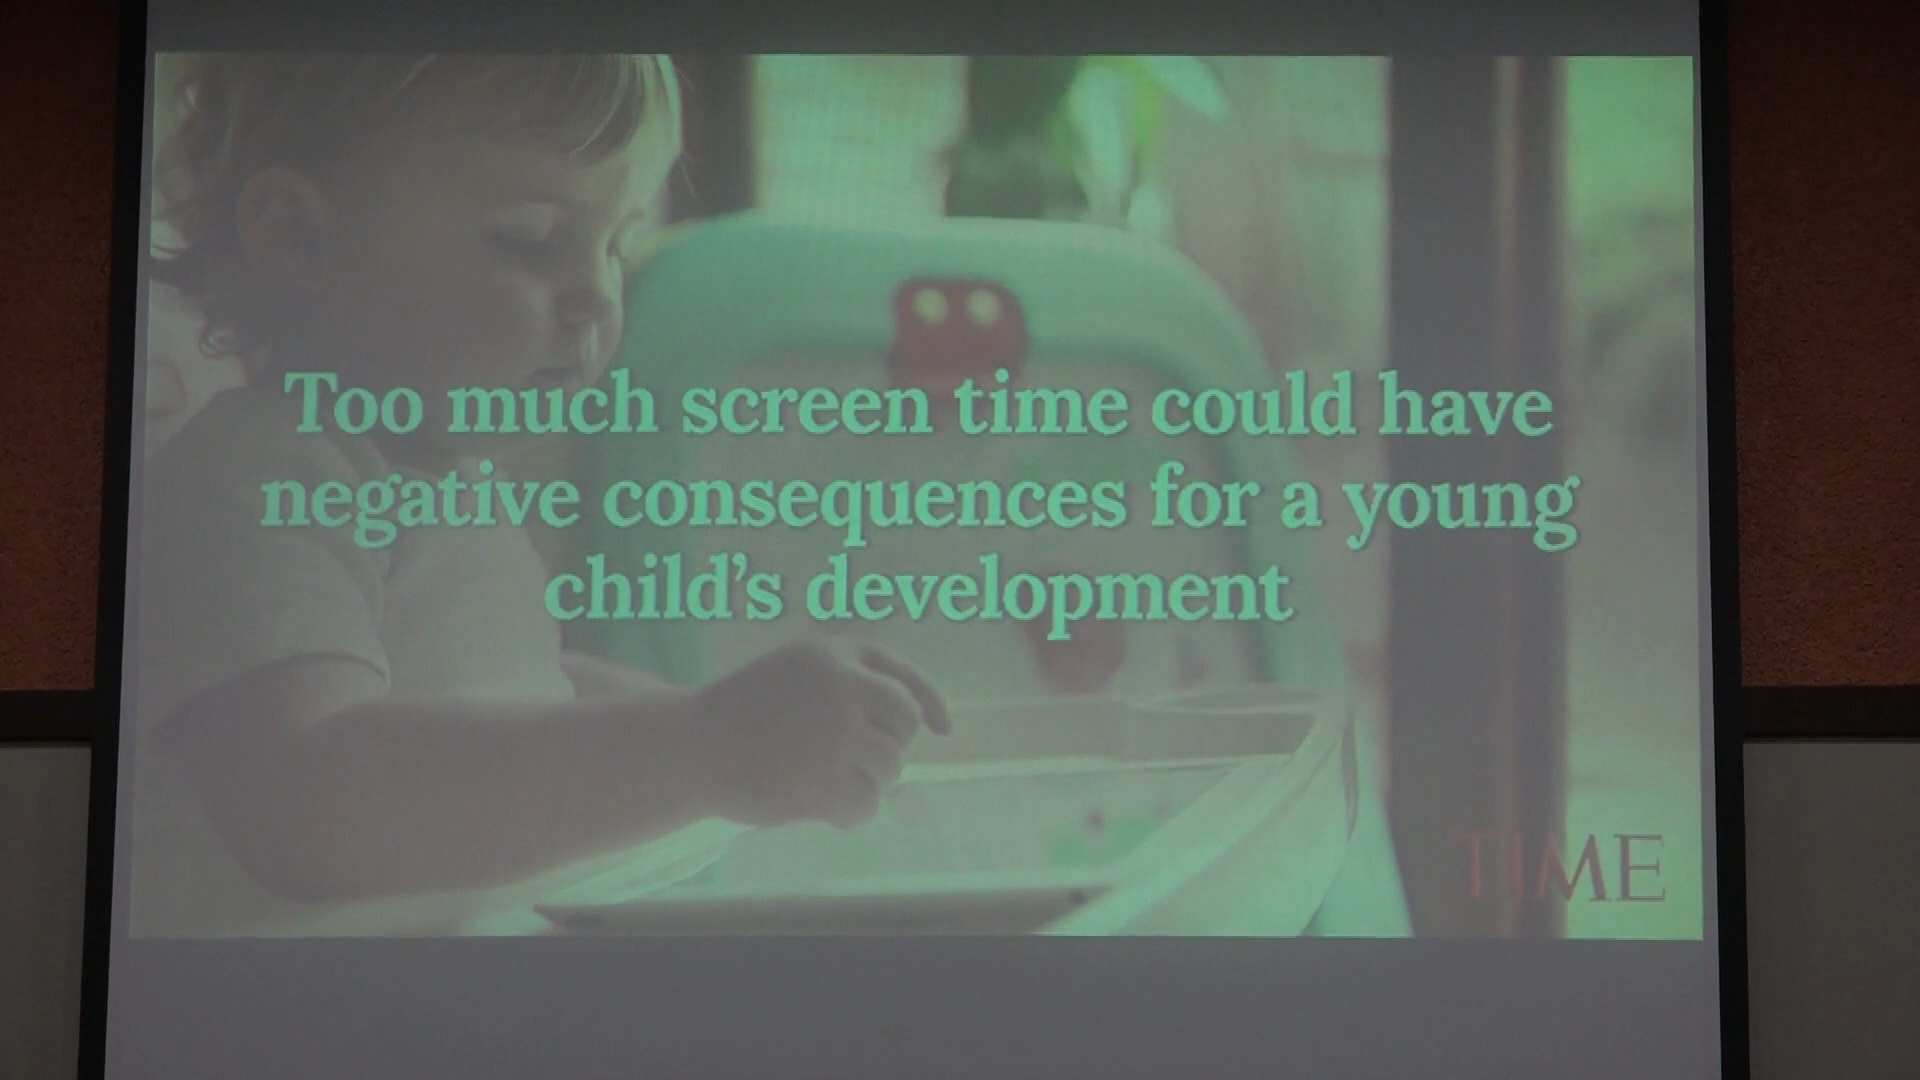 Too much screen time could have
negative consequences for a young
child’s development
TIME